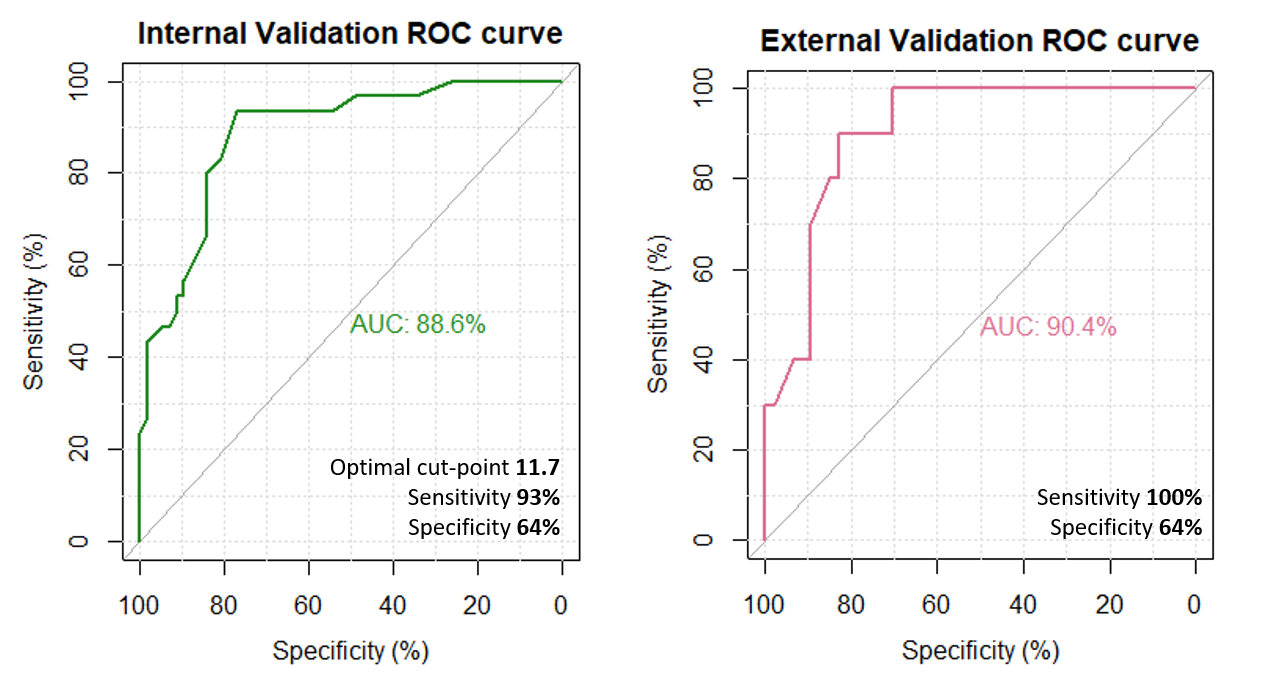 Internal Validation ROC curve
Sensitivity (%)
100
80
60
40
20
0
AUC: 88.6%
Optimal cut-point 11.7
Sensitivity 93%
Specificity 64%
100 80 60 40 20 0
Specificity (%)
External Validation ROC curve
Sensitivity (%)
100
80
60
40
20
0
AUC: 90.4%
Sensitivity 100%
Specificity 64%
100 80 60 40 20 0
Specificity (%)